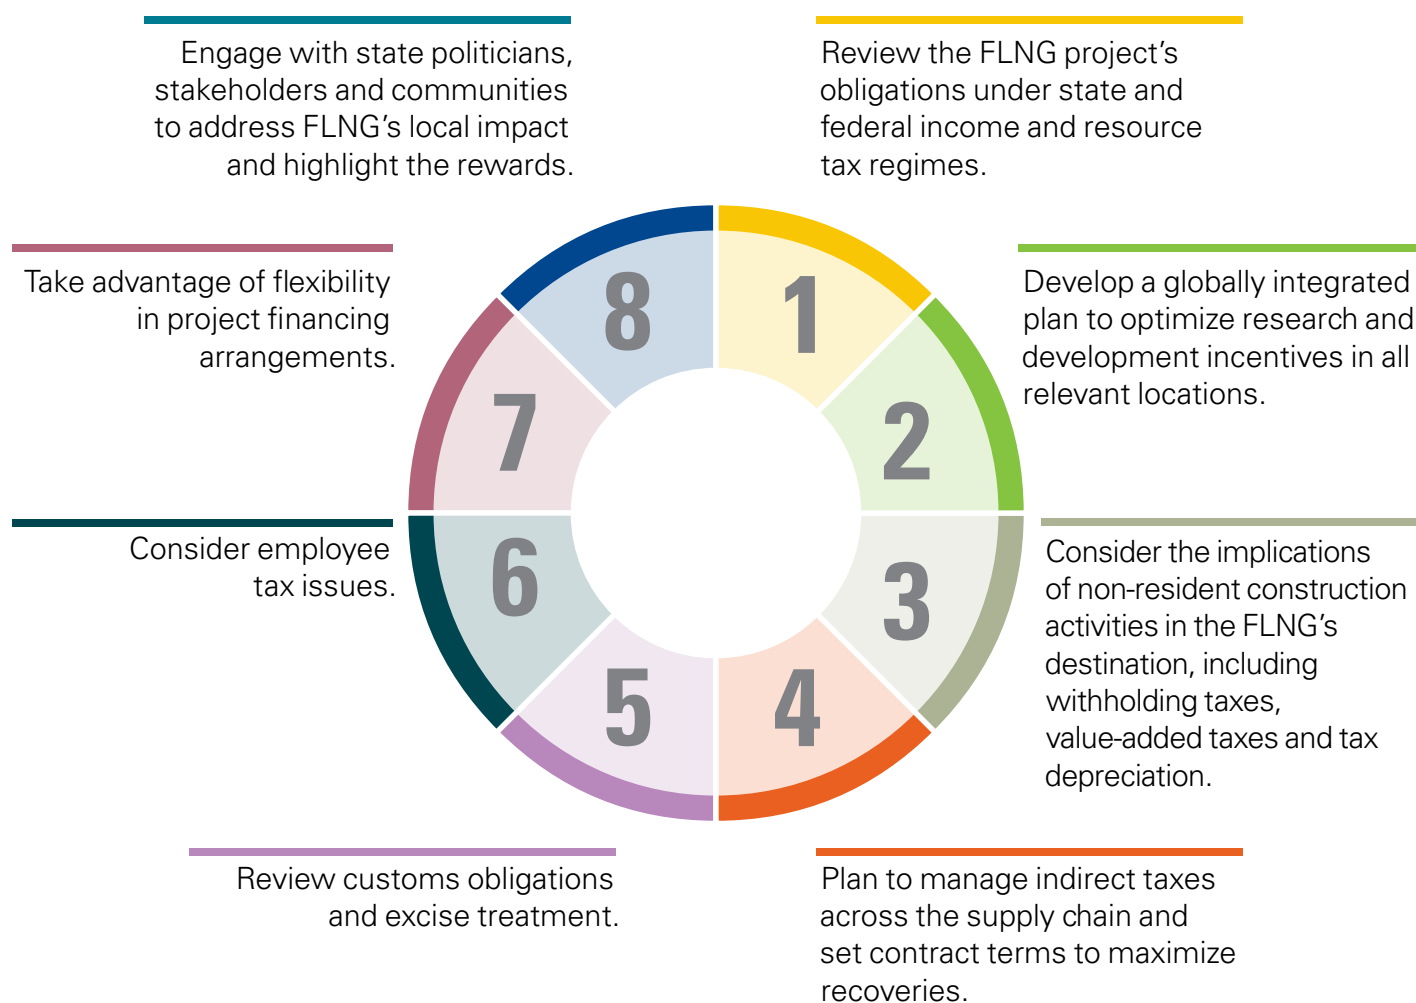 Engage with state politicians,
stakeholders and communities
to address FLNG's local impact
and highlight the rewards.
Review the FLNG project's
obligations under state and
federal income and resource
tax regimes.
Take advantage of flexibility
in project financing
arrangements.
Develop a globally integrated
plan to optimize research and
development incentives in all
relevant locations.
8
1
7
2
Consider employee
tax issues.
6
3
Consider the implications
of non-resident construction
activities in the FLNG's
destination, including
withholding taxes,
value-added taxes and tax
depreciation.
5
4
Review customs obligations
and excise treatment.
Plan to manage indirect taxes
across the supply chain and
set contract terms to maximize
recoveries.